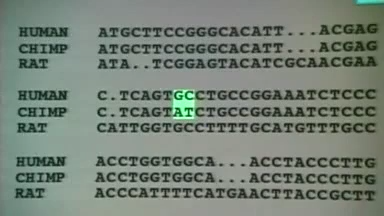 HUMAN ATGCTTCCGGGCACATT...ACGAG
CHIMP ATGCTTCCGGGCACATT...ACGAG
RAT ATA..TCGGAGTACATCGCAACGAA
HUMAN C.TCAGTGCCTGCCGGAAATCTCCC
CHIMP C.TCAGTATCTGCCGGAAATCTCCC
RAT CATTGGTGCCTTTTGCATGTTTGCC
HUMAN ACCTGGTGGCA...ACCTACCCTTG
CHIMP ACCTGGTGGCA...ACCTACCCTTG
RAT ACCCATTTTCATGAACTTACCGCTT